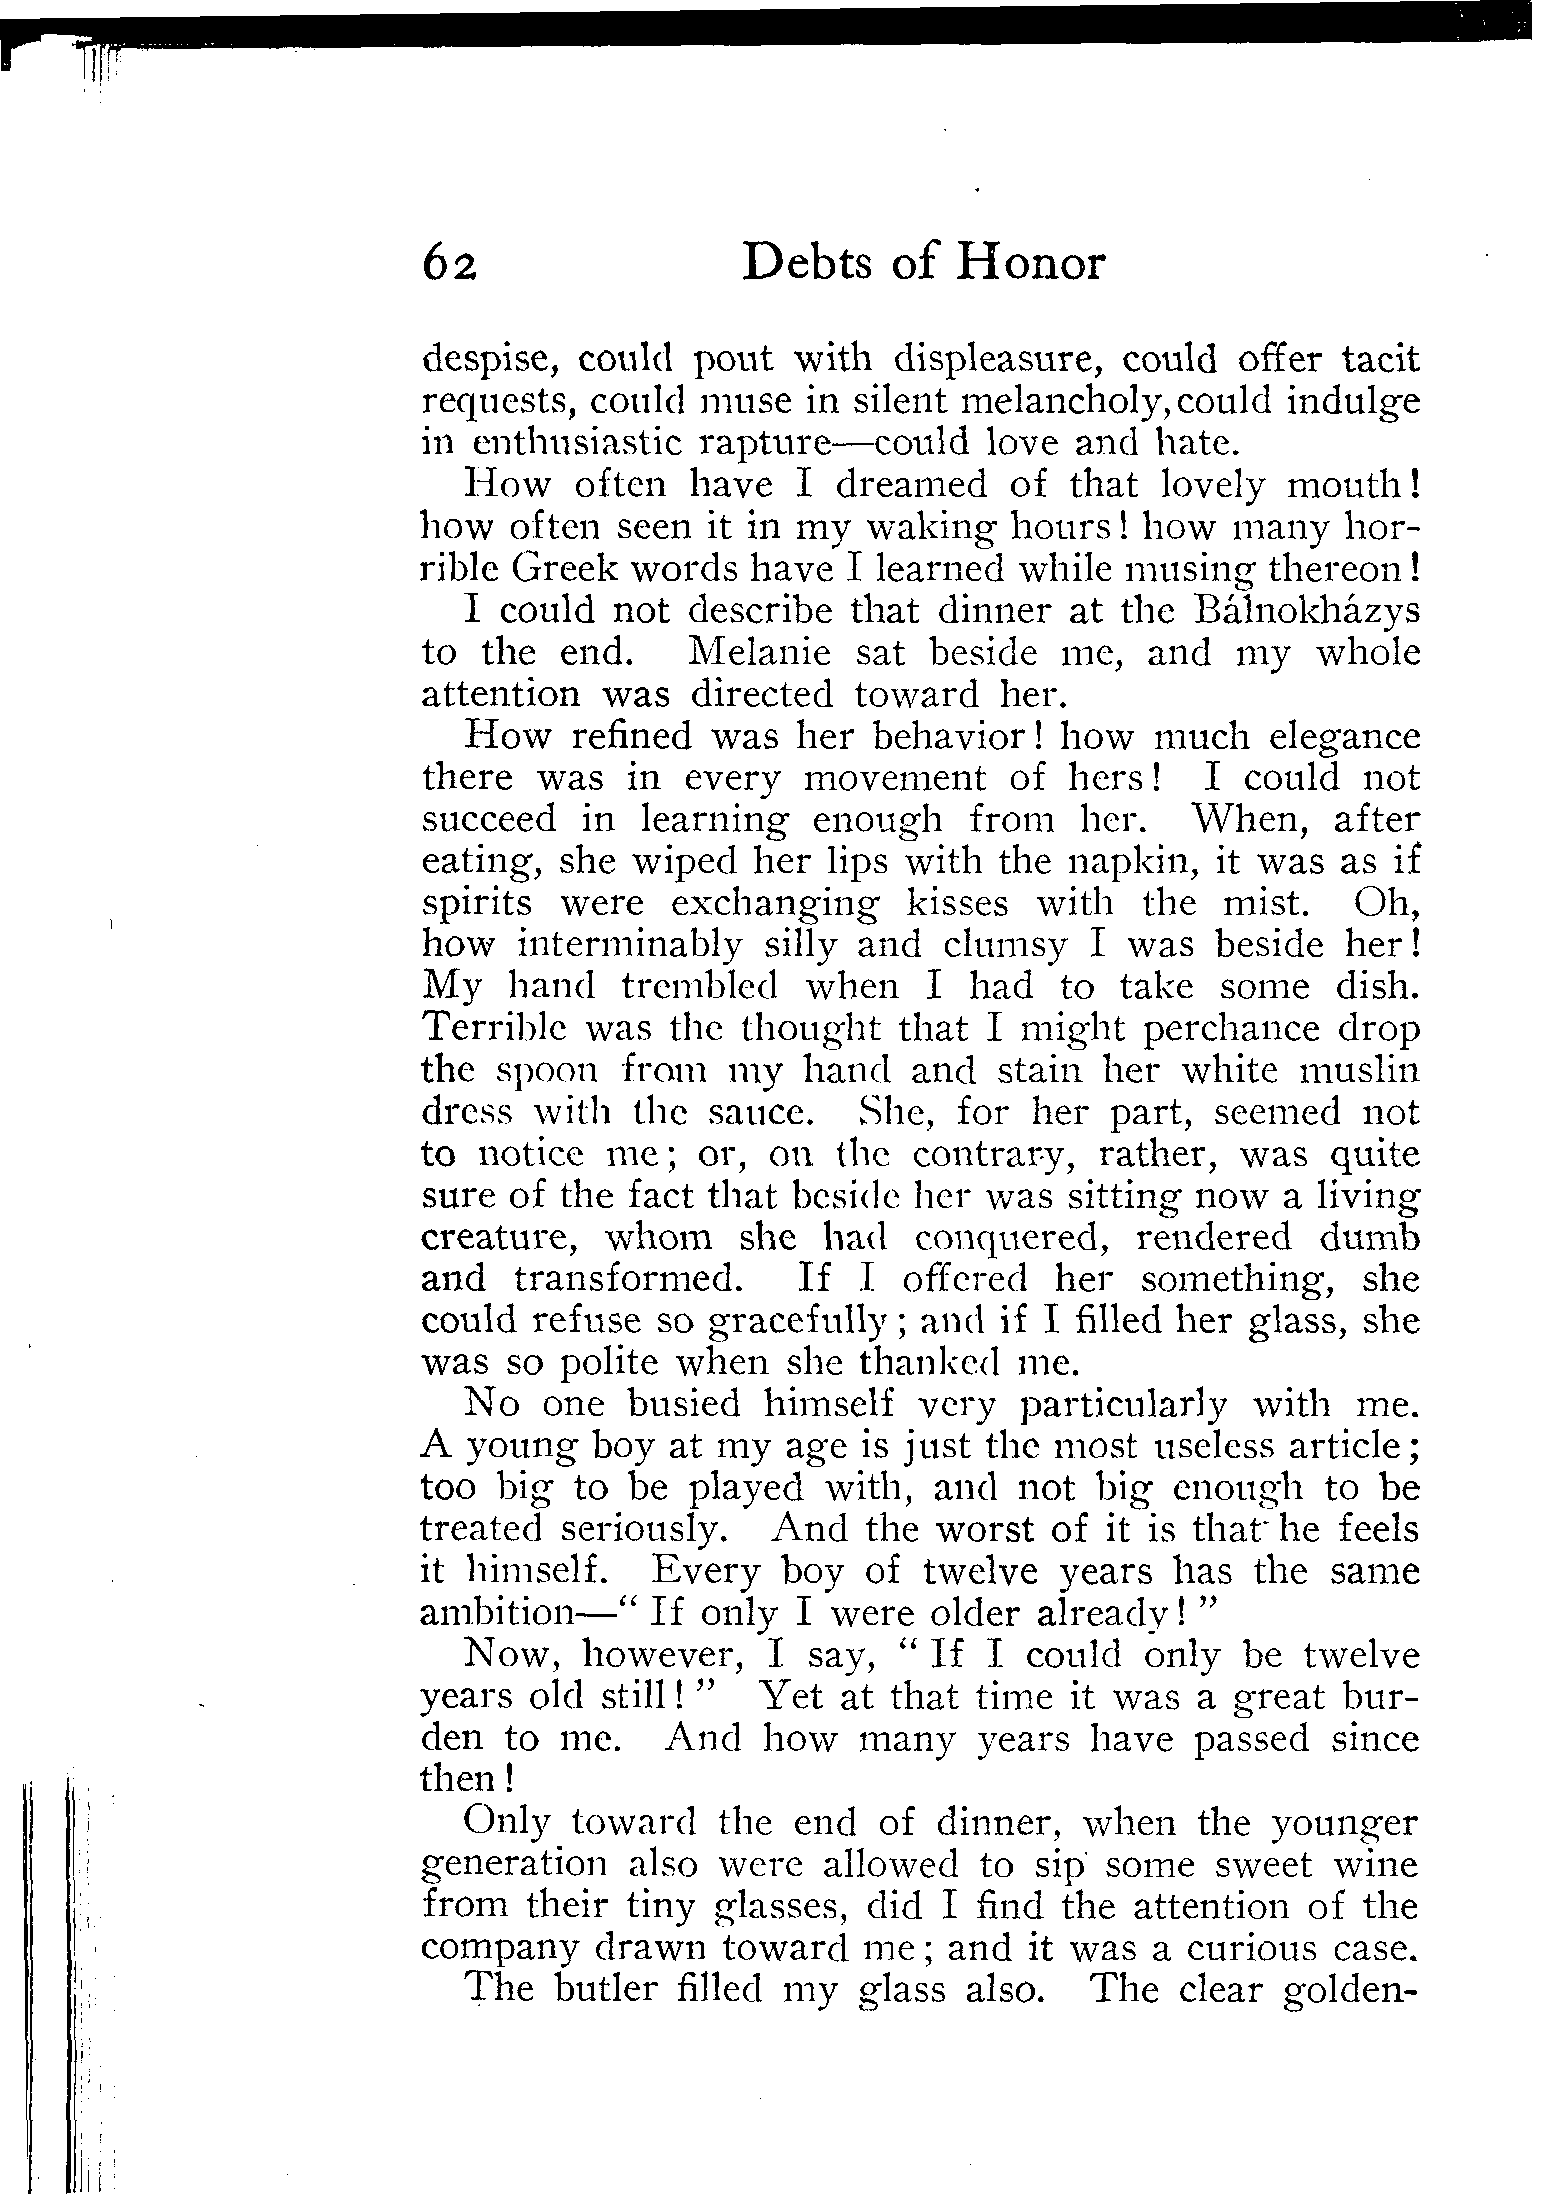 62 Debts of Honor
despise, could pout with displeasure, could offer tacit
requests, could muse in silent melancholy, could indulge
in enthusiastic rapture—could love and hate.
How often have I dreamed of that lovely mouth!
how often seen it in my waking hours! how many hor-
rible Greek words have I learned while musing thereon!
I could not describe that dinner at the Bálnokházys
to the end. Melanie sat beside me, and my whole
attention was directed toward her.
How refined was her behavior! how much elegance
there was in every movement of hers! I could not
succeed in learning enough from her. When, after
eating, she wiped her lips with the napkin, it was as if
spirits were exchanging kisses with the mist. Oh,
how interminably silly and clumsy I was beside her!
My hand trembled when I had to take some dish.
Terrible was the thought that I might perchance drop
the spoon from my hand and stain her white muslin
dress with the sauce. She, for her part, seemed not
to notice me; or, on the contrary, rather, was quite
sure of the fact that beside her was sitting now a living
creature, whom she had conquered, rendered dumb
and transformed. If I offered her something, she
could refuse so gracefully; and if I filled her glass, she
was so polite when she thanked me.
No one busied himself very particularly with me.
A young boy at my age is just the most useless article;
too big to be played with, and not big enough to be
treated seriously. And the worst of it is that he feels
it himself. Every boy of twelve years has the same
ambition—" If only I were older already! "
Now, however, I say, " If I could only be twelve
years old still! " Yet at that time it was a great bur-
den to me. And how many years have passed since
then!
Only toward the end of dinner, when the younger
generation also were allowed to sip some sweet wine
from their tiny glasses, did I find the attention of the
company drawn toward me; and it was a curious case.
The butler filled my glass also. The clear golden-